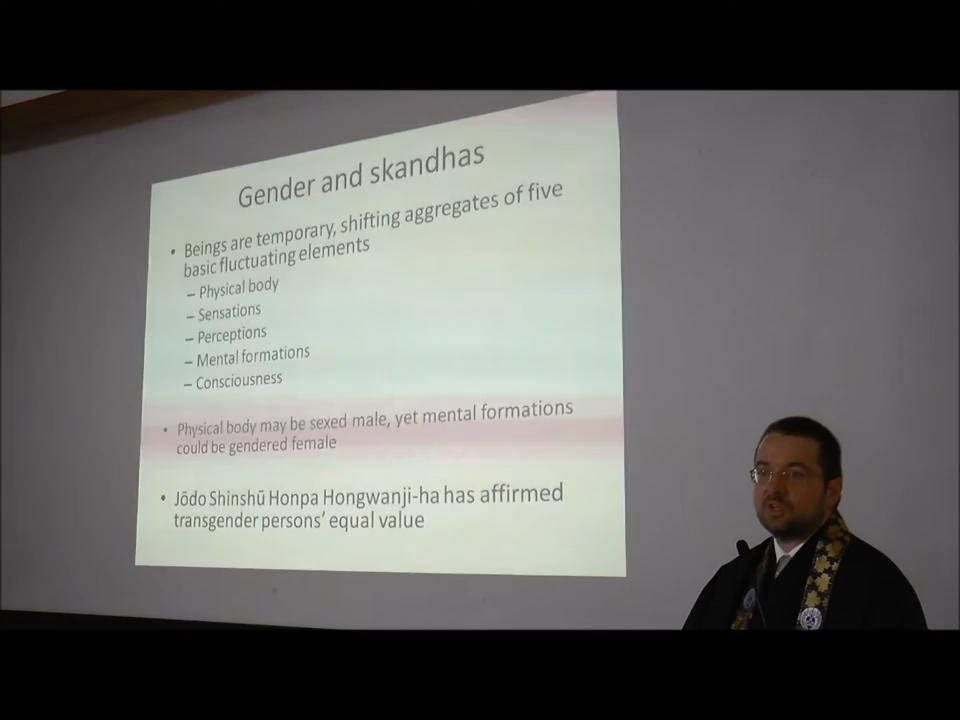 Gender and skandhas
• Beings are temporary, shifting aggregates of five
basic fluctuating elements
– Physical body
– Sensations
– Perceptions
– Mental formations
– Consciousness
• Physical body may be sexed male, yet mental formations
could be gendered female
• Jōdo Shinshū Honpa Hongwanji-ha has affirmed
transgender persons’ equal value